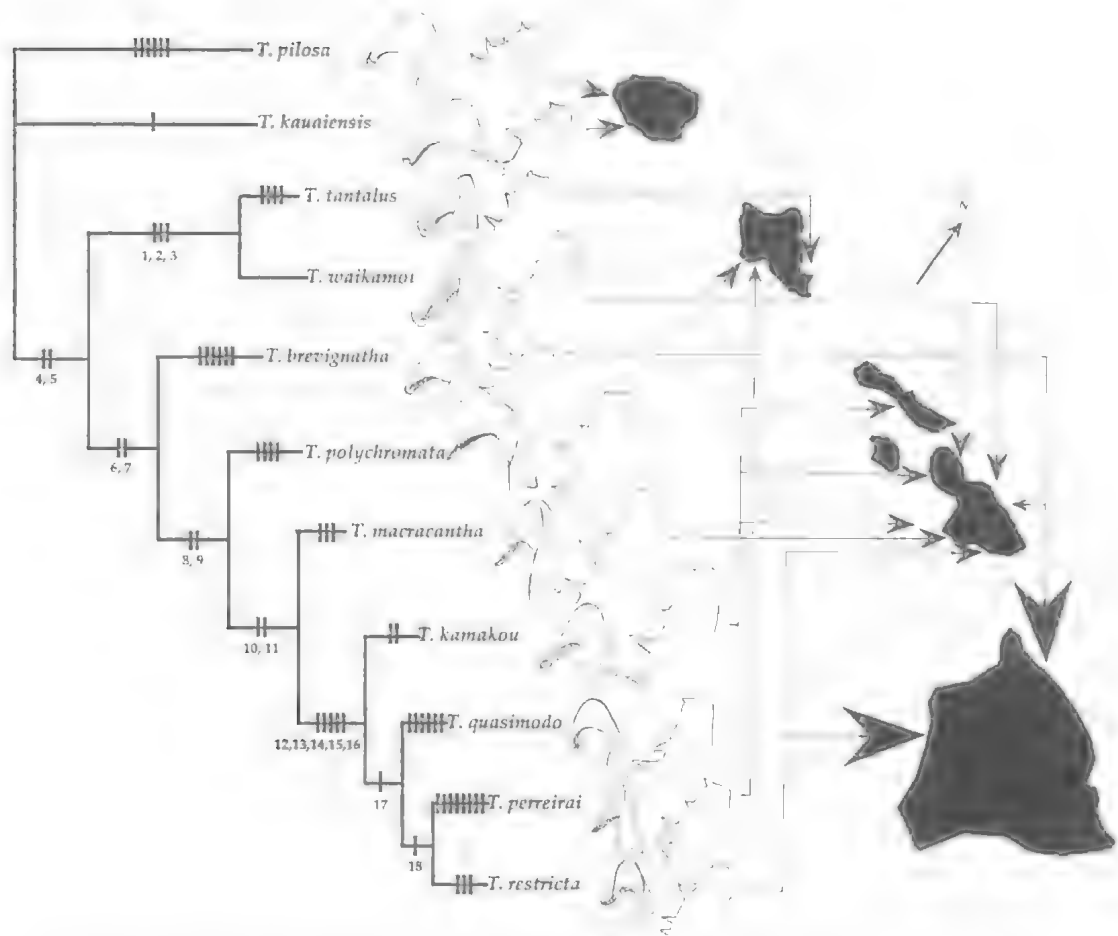 T. pilosa
T. kauaiensis
T. tantalus
1, 2, 3
T. waikamoi
T. brevignatha
4, 5
T. polychromata
6, 7
T. macracantha
8, 9
T. kamakou
10, 11
T. quasimodo
12,13,14,15,16
T. perreirai
17
18
T. restricta